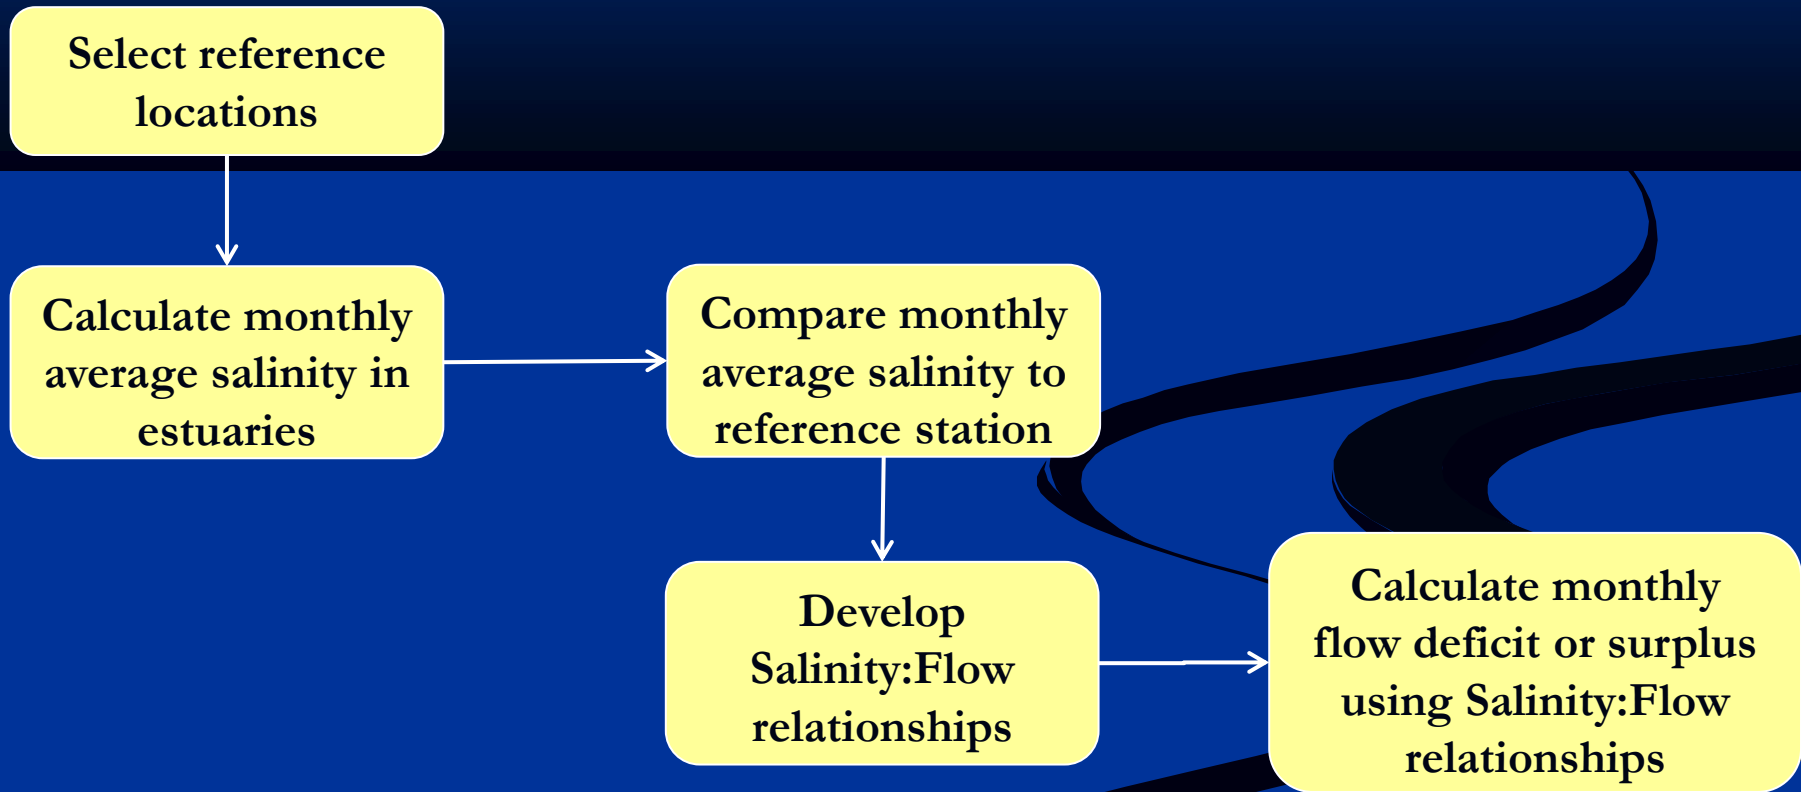 Select reference
locations
Calculate monthly
average salinity in
estuaries
Compare monthly
average salinity to
reference station
Develop
Salinity:Flow
relationships
Calculate monthly
flow deficit or surplus
using Salinity:Flow
relationships